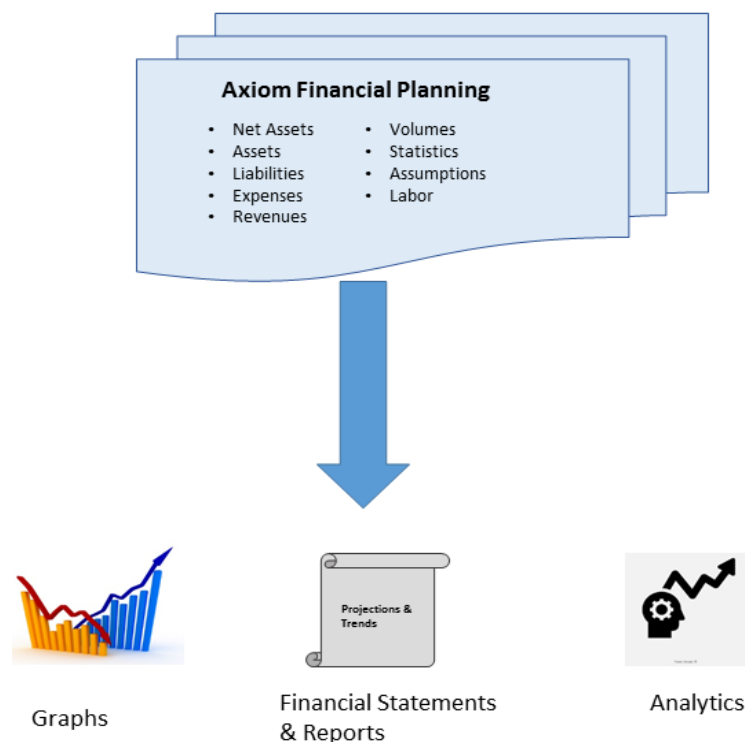 Axiom Financial Planning
• Net Assets
• Assets
• Liabilities
• Expenses
• Revenues
• Volumes
• Statistics
• Assumptions
• Labor
Projections &
Trends
Graphs
Financial Statements
& Reports
Analytics